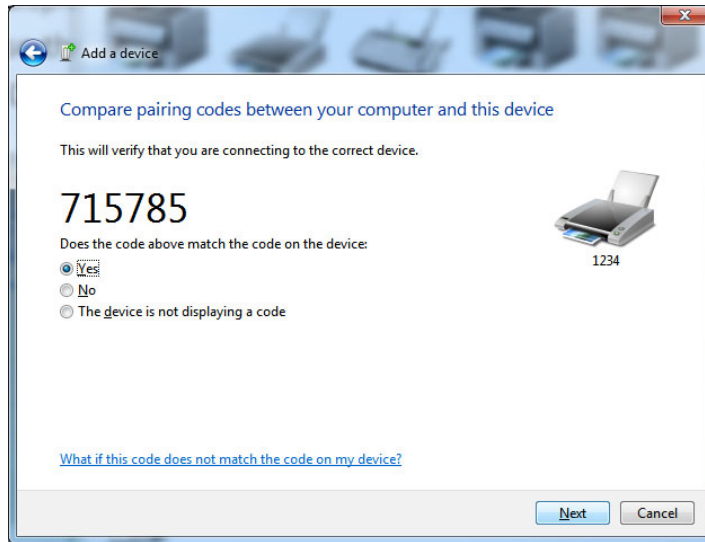 Add a device
Compare pairing codes between your computer and this device
This will verify that you are connecting to the correct device.
715785
Does the code above match the code on the device:
1234
Yes
No
The device is not displaying a code
What if this code does not match the code on my device?
Next Cancel